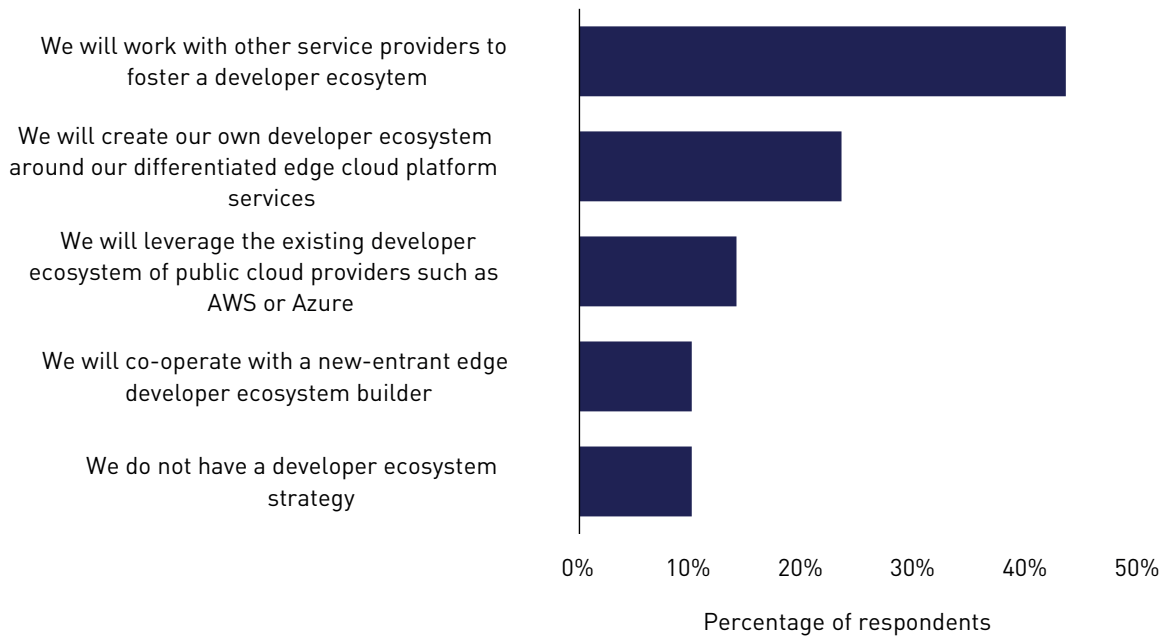 We will work with other service providers to
foster a developer ecosytem
We will create our own developer ecosystem
around our differentiated edge cloud platform
services
We will leverage the existing developer
ecosystem of public cloud providers such as
AWS or Azure
We will co-operate with a new-entrant edge
developer ecosystem builder
We do not have a developer ecosystem
strategy
0% 10% 20% 30% 40% 50%
Percentage of respondents